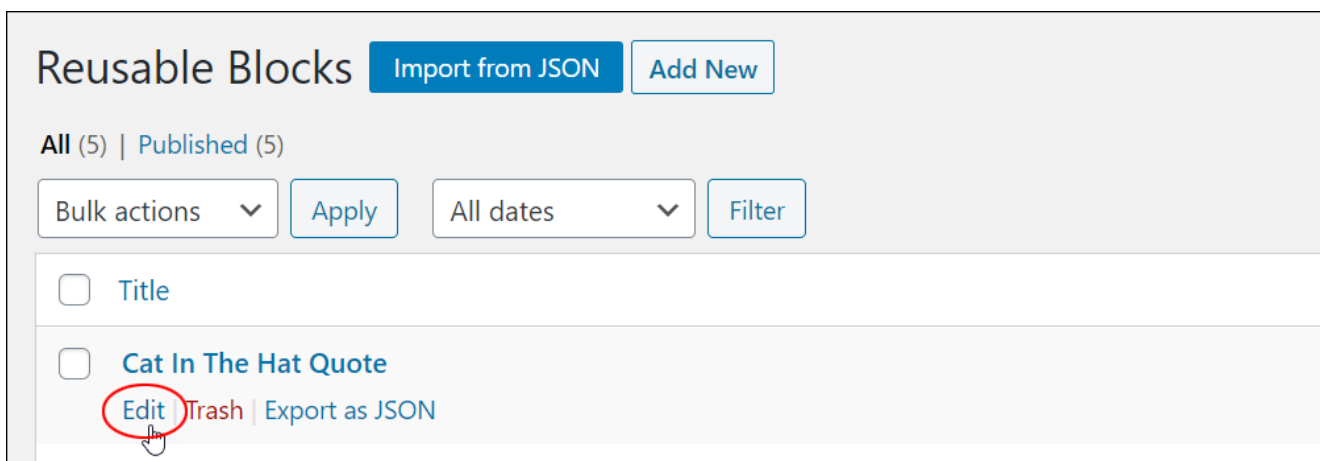 Reusable Blocks Import from JSON Add New
All (5) | Published (5)
Bulk actions Apply All dates Filter
Title
Cat In The Hat Quote
Edit | Trash | Export as JSON